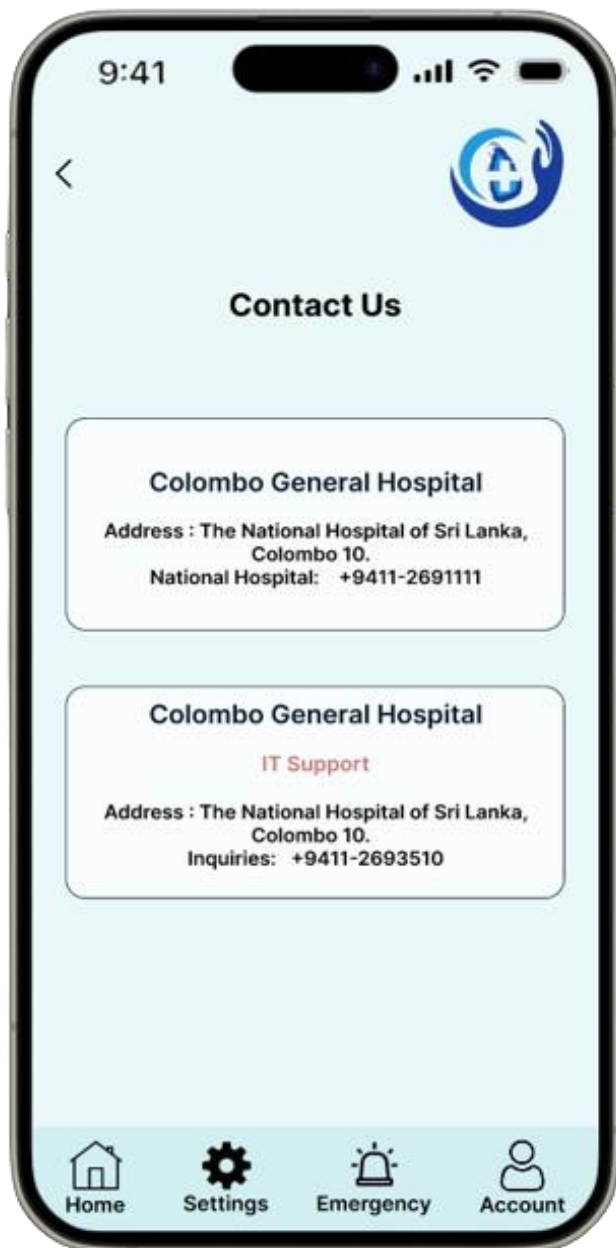 9:41
Contact Us
Colombo General Hospital
Address : The National Hospital of Sri Lanka,
Colombo 10.
National Hospital: +9411-2691111
Colombo General Hospital
IT Support
Address : The National Hospital of Sri Lanka,
Colombo 10.
Inquiries: +9411-2693510
Home Settings Emergency Account